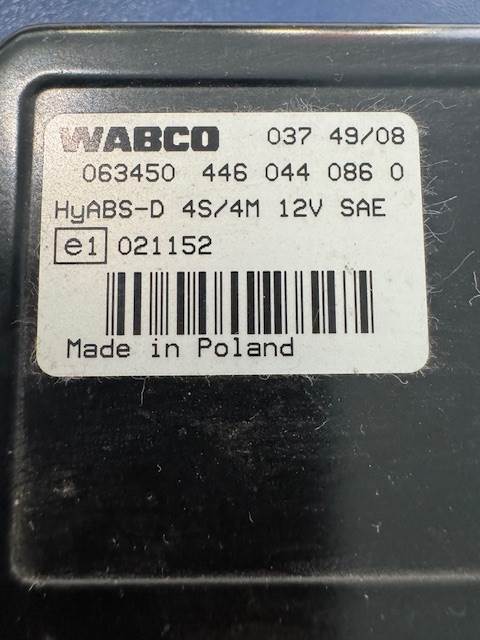 WABCO 037 49/08
063450 446 044 086 0
HyABS-D 4S/4M 12V SAE
e1 021152
Made in Poland